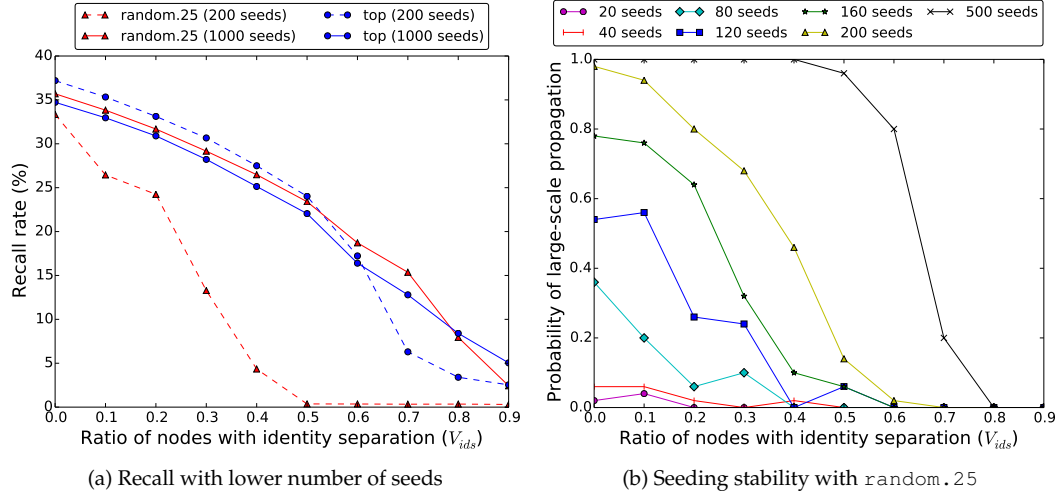 random.25 (200 seeds)
random.25 (1000 seeds)
top (200 seeds)
top (1000 seeds)
40
35
30
25
20
15
10
5
0
0.0 0.1 0.2 0.3 0.4 0.5 0.6 0.7 0.8 0.9
Recall rate (%)
Ratio of nodes with identity separation (V_ids)
(a) Recall with lower number of seeds
20 seeds
40 seeds
80 seeds
120 seeds
160 seeds
200 seeds
500 seeds
1.0
0.8
0.6
0.4
0.2
0.0
0.0 0.1 0.2 0.3 0.4 0.5 0.6 0.7 0.8 0.9
Probability of large-scale propagation
Ratio of nodes with identity separation (V_ids)
(b) Seeding stability with random.25